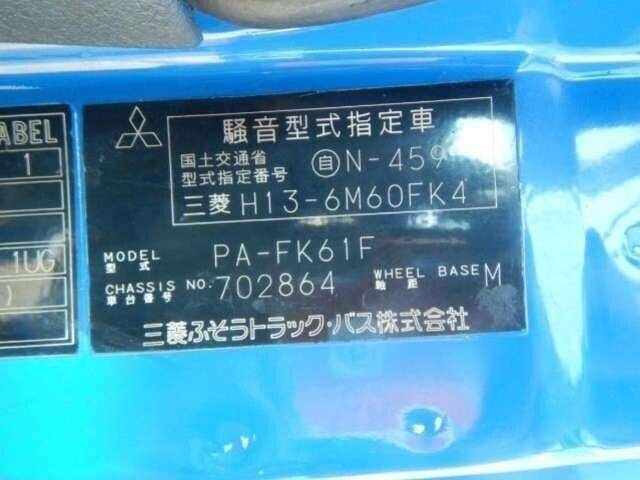 ABEL
1
1UG
)
騒音型式指定車
国土交通省
型式指定番号
自N-459
三菱 H13-6M60FK4
MODEL
型式
PA-FK61F
CHASSIS NO.
車台番号
702864
WHEEL BASE
軸距
M
三菱ふそうトラック・バス株式会社